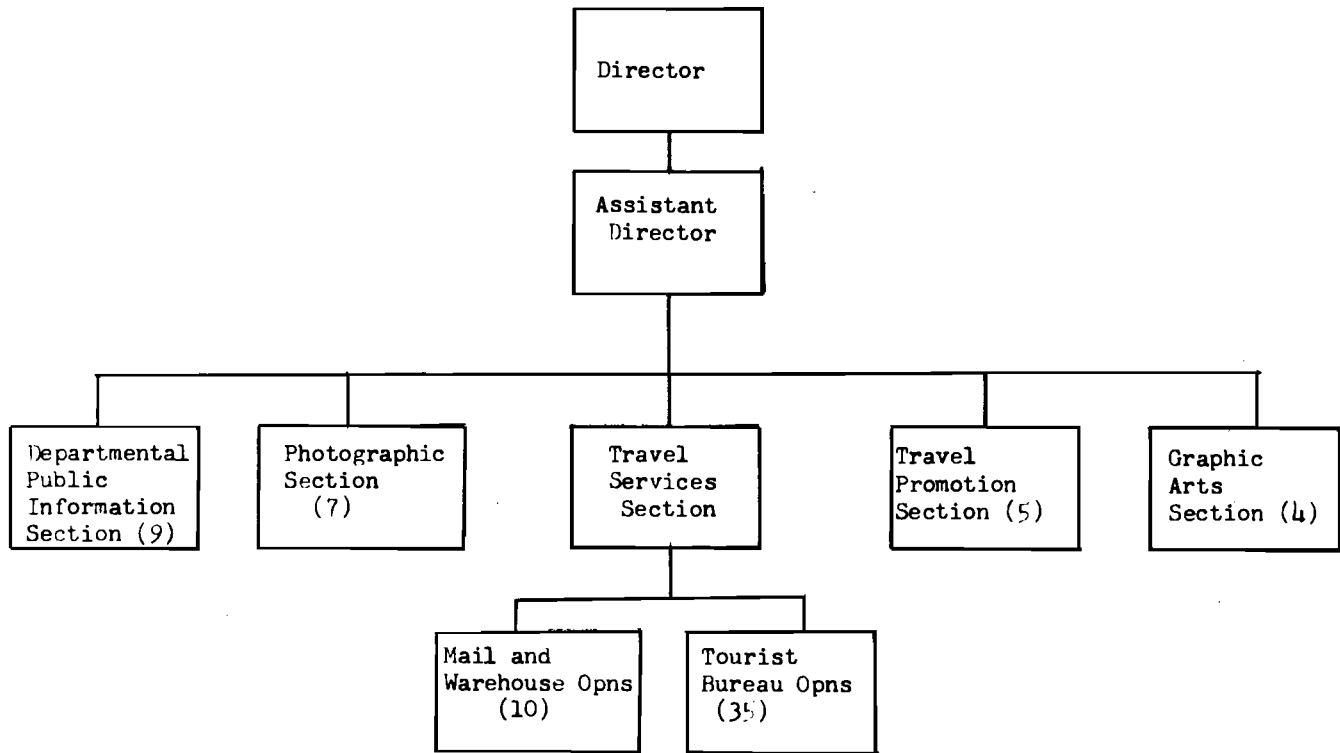 Director
Assistant
Director
Departmental
Public
Information
Section (9)
Photographic
Section
(7)
Travel
Services
Section
Travel
Promotion
Section (5)
Graphic
Arts
Section (4)
Mail and
Warehouse Opns
(10)
Tourist
Bureau Opns
(35)